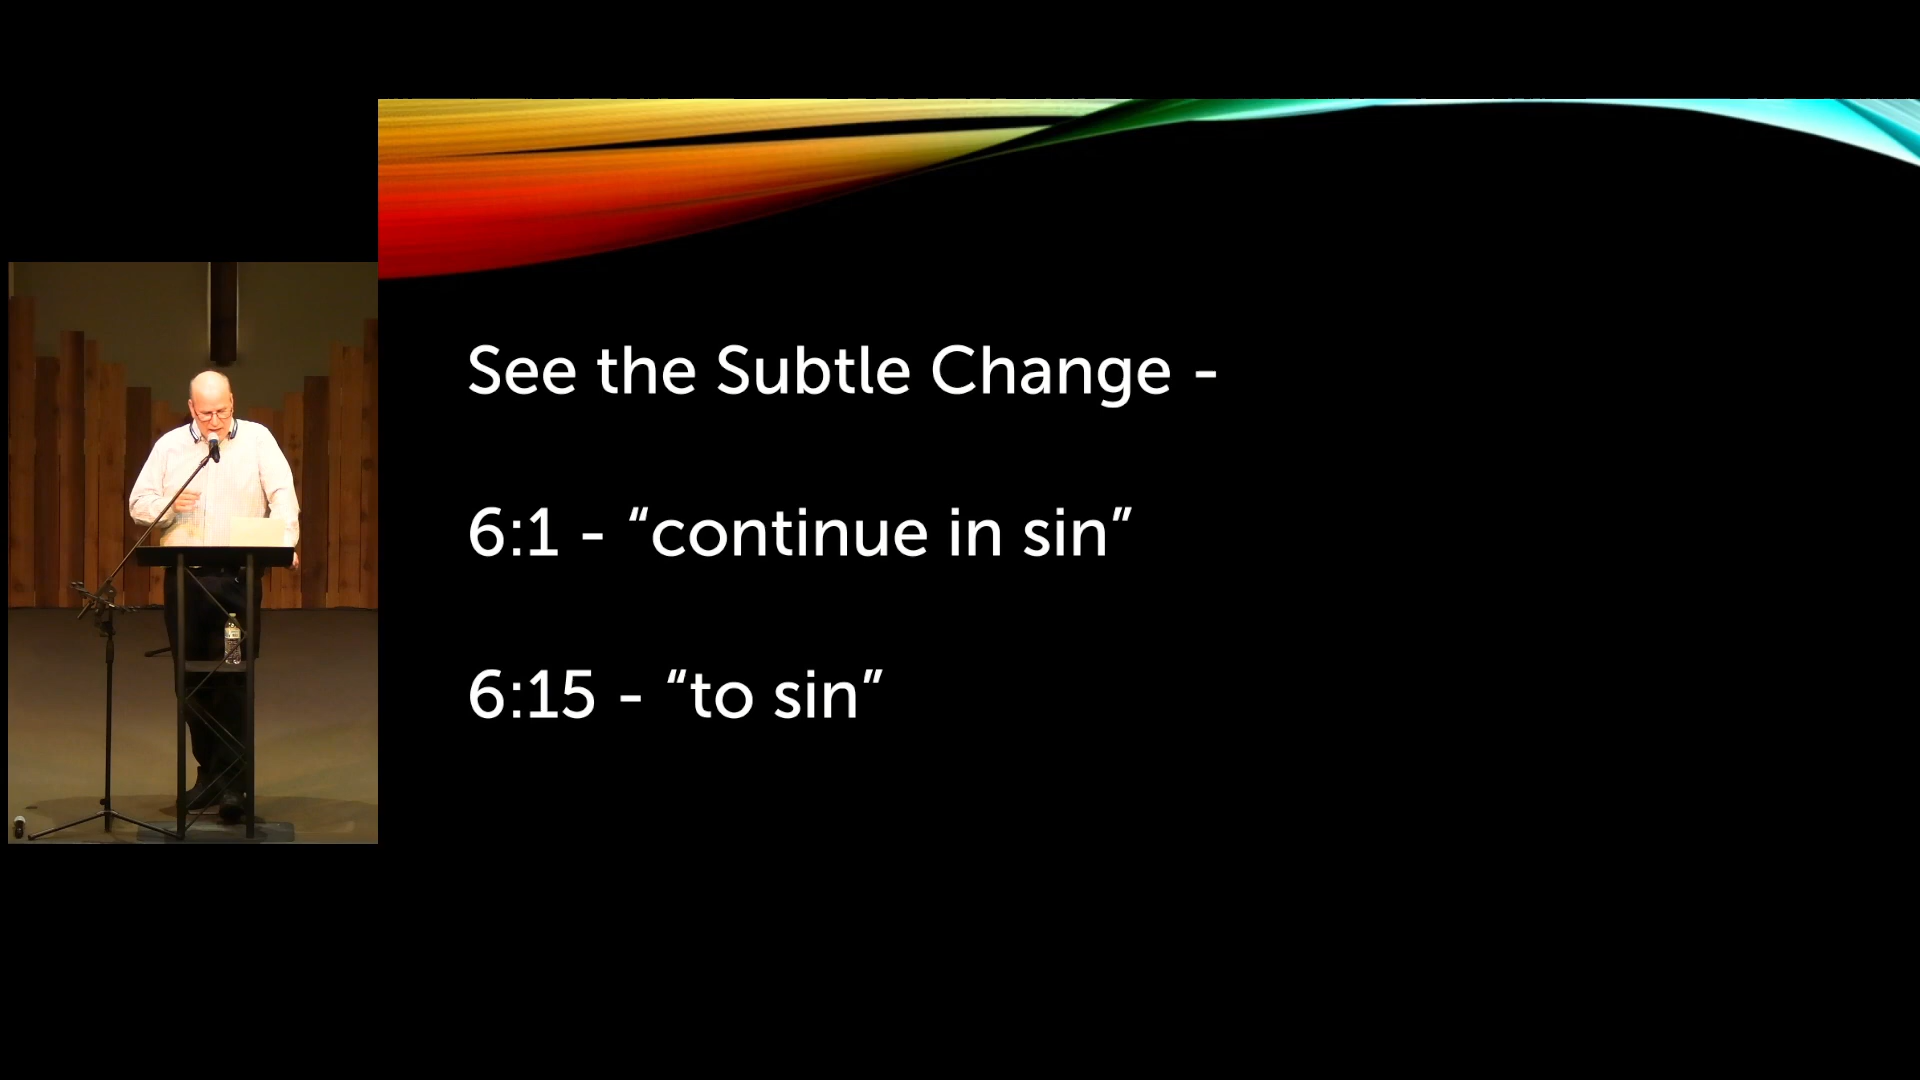 See the Subtle Change -
6:1 - “continue in sin”
6:15 - “to sin”